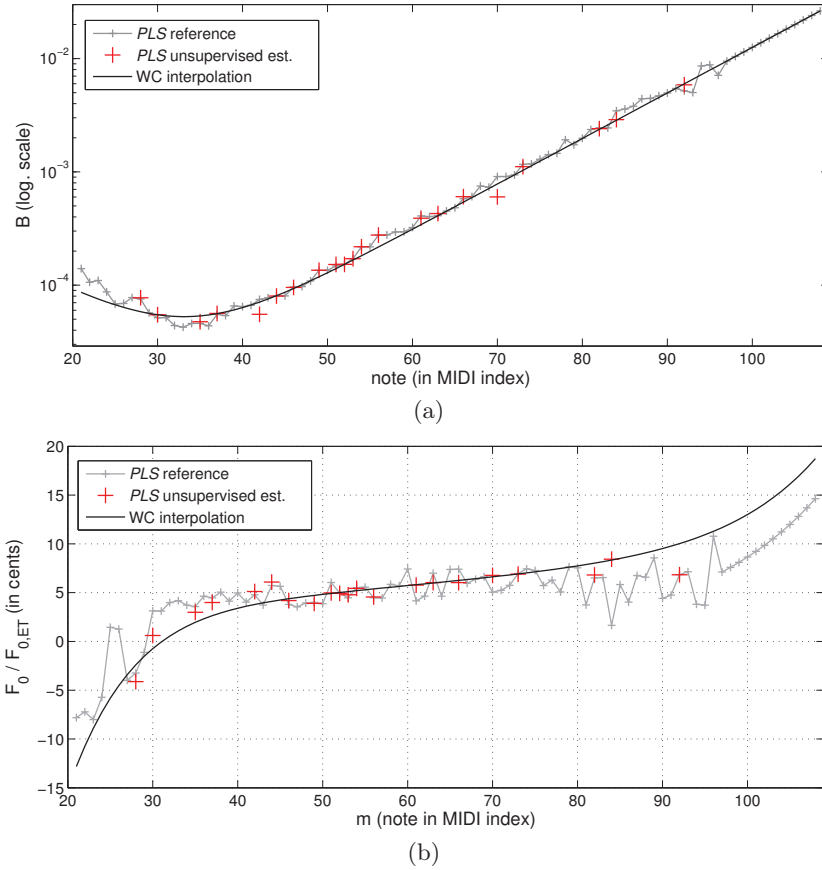 PLS reference
PLS unsupervised est.
WC interpolation
B (log. scale)
10⁻²
10⁻³
10⁻⁴
20 30 40 50 60 70 80 90 100
note (in MIDI index)
(a)
PLS reference
PLS unsupervised est.
WC interpolation
F₀ / F₀,ET (in cents)
20
15
10
5
0
−5
−10
−15
20 30 40 50 60 70 80 90 100
m (note in MIDI index)
(b)